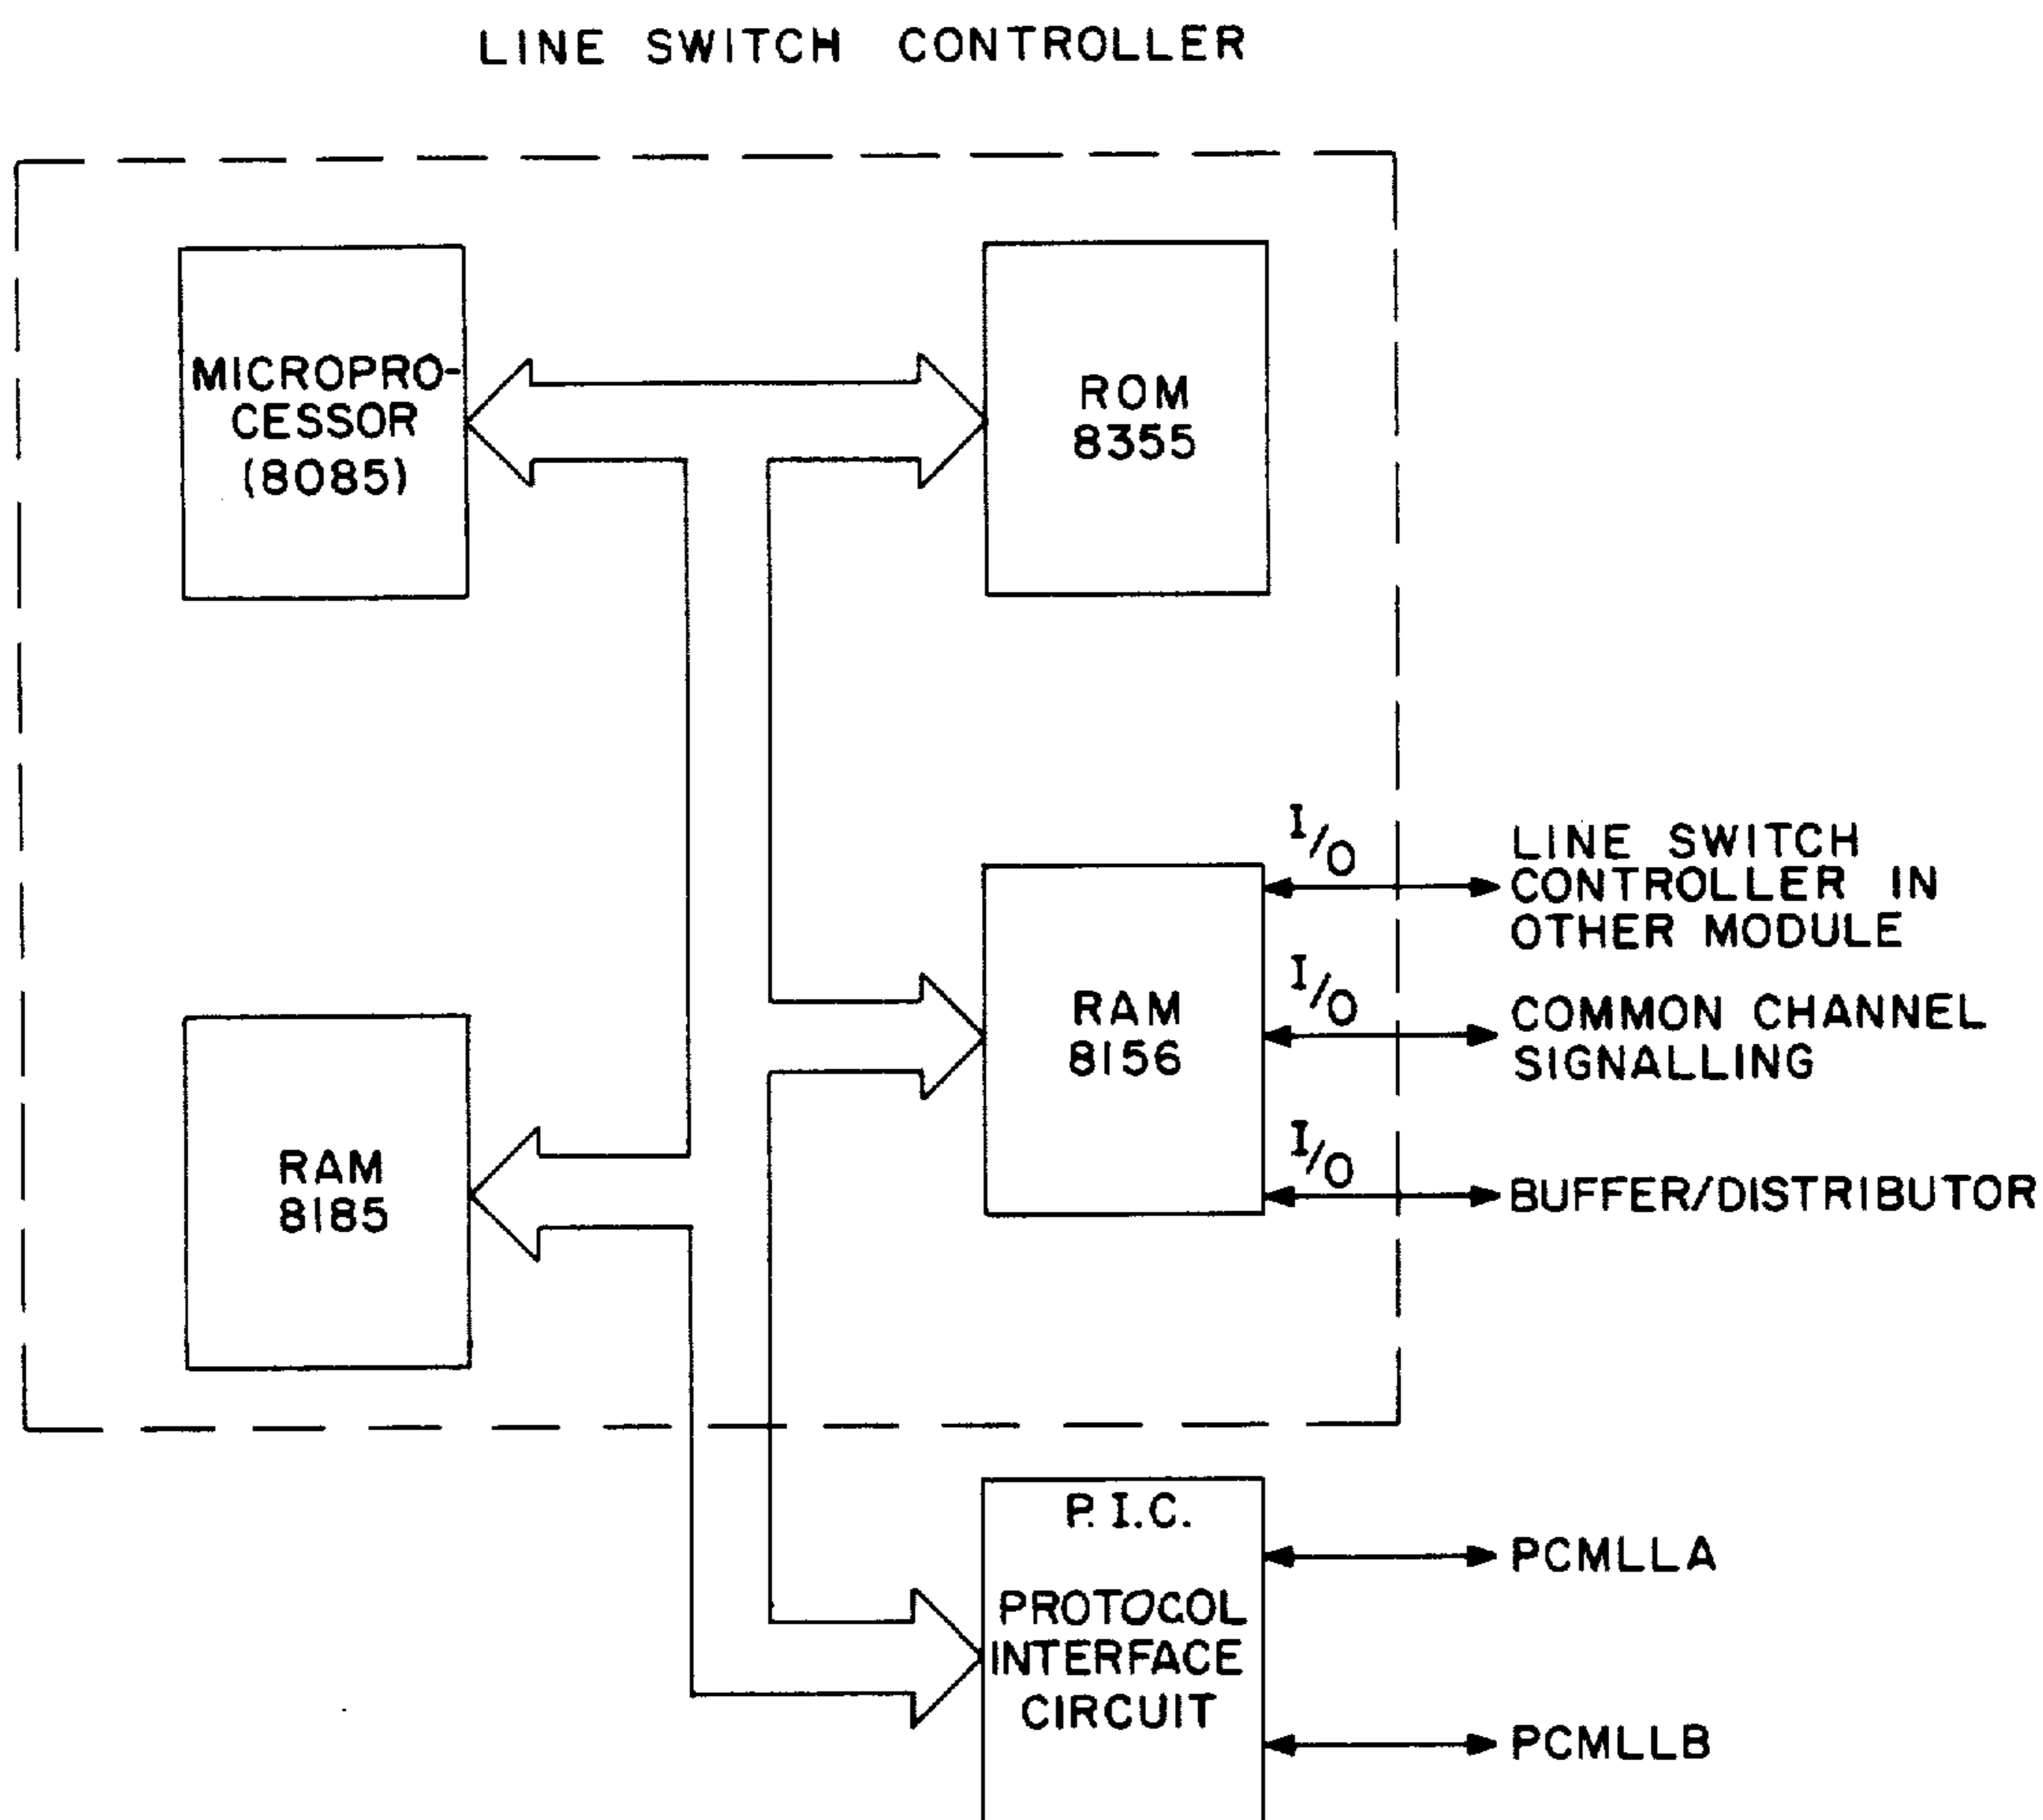 LINE SWITCH CONTROLLER
MICROPRO-
CESSOR
(8085)
ROM
8355
I/O
LINE SWITCH
CONTROLLER IN
OTHER MODULE
I/O
RAM
8156
COMMON CHANNEL
SIGNALLING
I/O
BUFFER/DISTRIBUTOR
RAM
8185
P.I.C.
PROTOCOL
INTERFACE
CIRCUIT
PCMLLA
PCMLLB